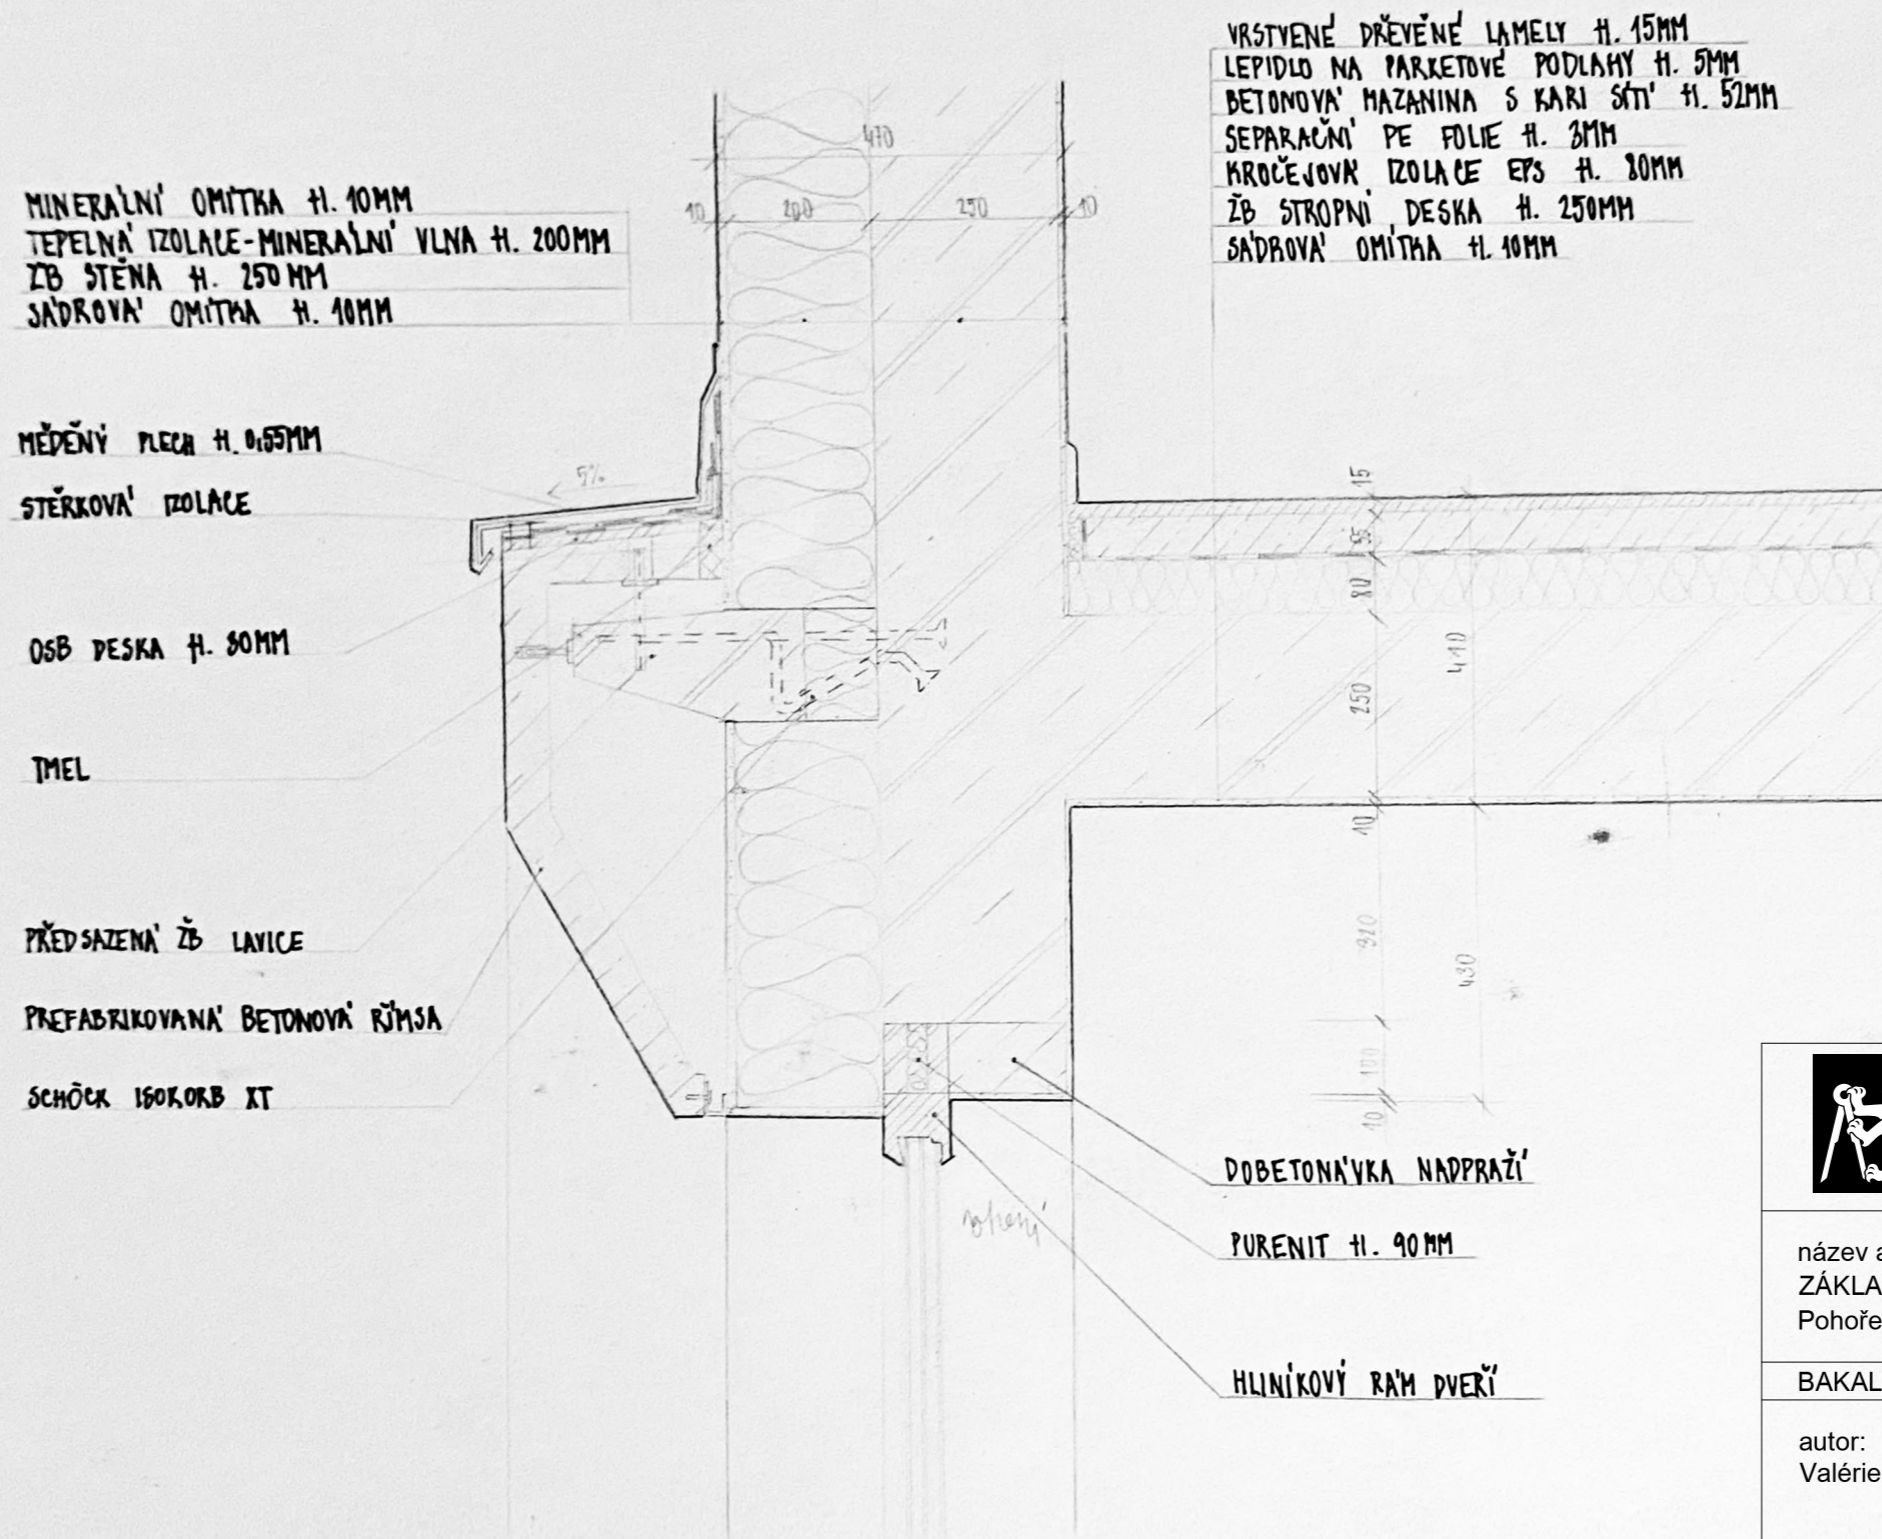 VRSTVENÉ DŘEVĚNÉ LAMELY tl. 15MM
LEPIDLO NA PARKETOVÉ PODLAHY tl. 5MM
BETONOVÁ MAZANINA S KARI SÍTÍ tl. 52MM
SEPARAČNÍ PE FOLIE tl. 3MM
KROČEJOVÁ IZOLACE EPS tl. 80MM
ŽB STROPNÍ DESKA tl. 250MM
SÁDROVÁ OMÍTKA tl. 10MM
MINERÁLNÍ OMÍTKA tl. 10MM
TEPELNÁ IZOLACE-MINERÁLNÍ VLNA tl. 200MM
ŽB STĚNA tl. 250MM
SÁDROVÁ OMÍTKA tl. 10MM
470
10 200 250 10
MĚDĚNÝ PLECH tl. 0,55MM
STĚRKOVÁ IZOLACE
5%
OSB DESKA tl. 30MM
TMEL
PŘEDSAZENÁ ŽB LAVICE
PREFABRIKOVANÁ BETONOVÁ ŘÍMSA
SCHÖCK ISOKORB XT
15
55
80
250
410
10
320
430
100
10
DOBETONÁVKA NADPRAŽÍ
PURENIT tl. 90MM
HLINÍKOVÝ RÁM DVEŘÍ
název a
ZÁKLA
Pohoře
BAKAL
autor:
Valérie